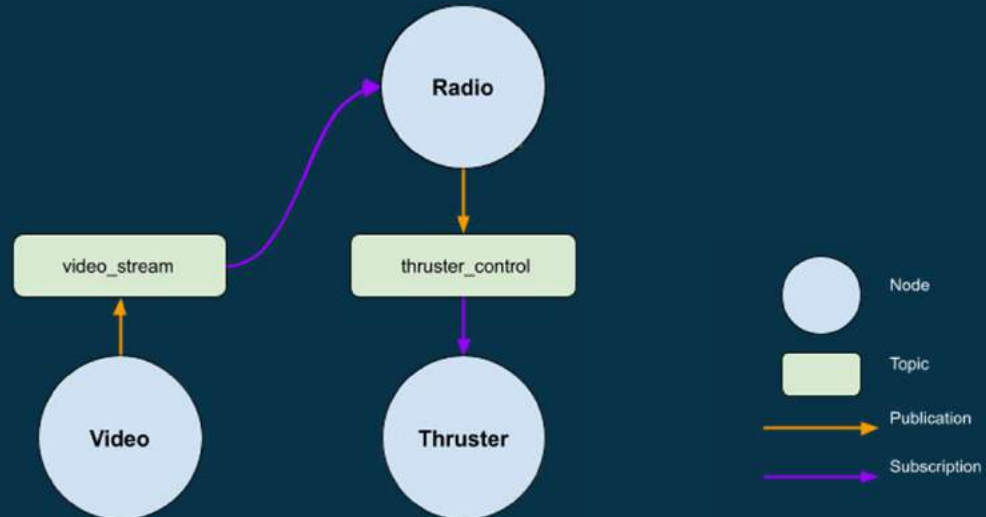 Radio
video_stream
thruster_control
Video
Thruster
Node
Topic
Publication
Subscription